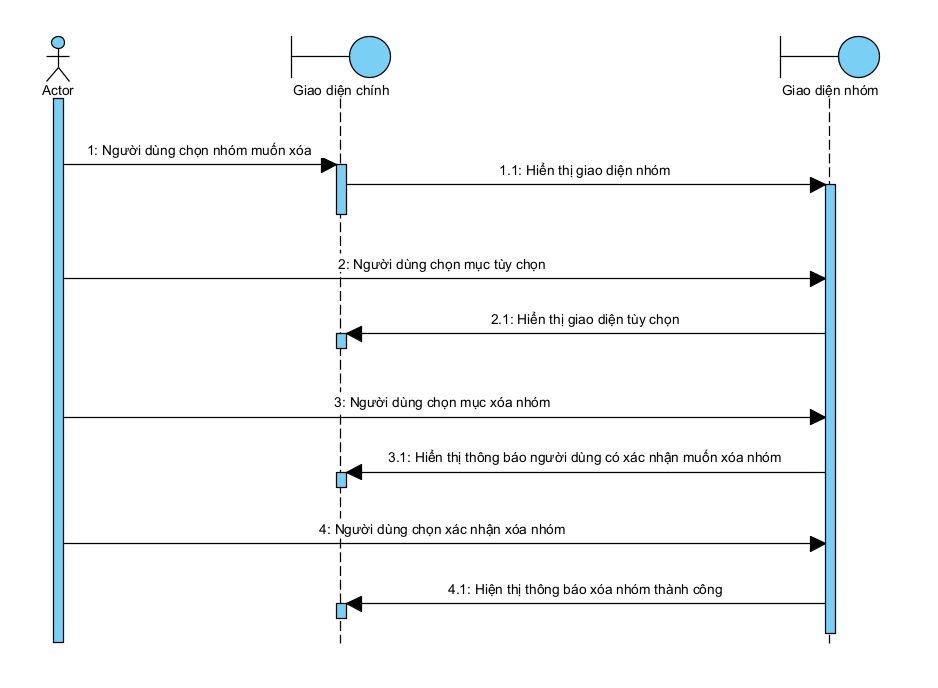 Actor
Giao diện chính
Giao diện nhóm
1: Người dùng chọn nhóm muốn xóa
1.1: Hiển thị giao diện nhóm
2: Người dùng chọn mục tùy chọn
2.1: Hiển thị giao diện tùy chọn
3: Người dùng chọn mục xóa nhóm
3.1: Hiển thị thông báo người dùng có xác nhận muốn xóa nhóm
4: Người dùng chọn xác nhận xóa nhóm
4.1: Hiện thị thông báo xóa nhóm thành công